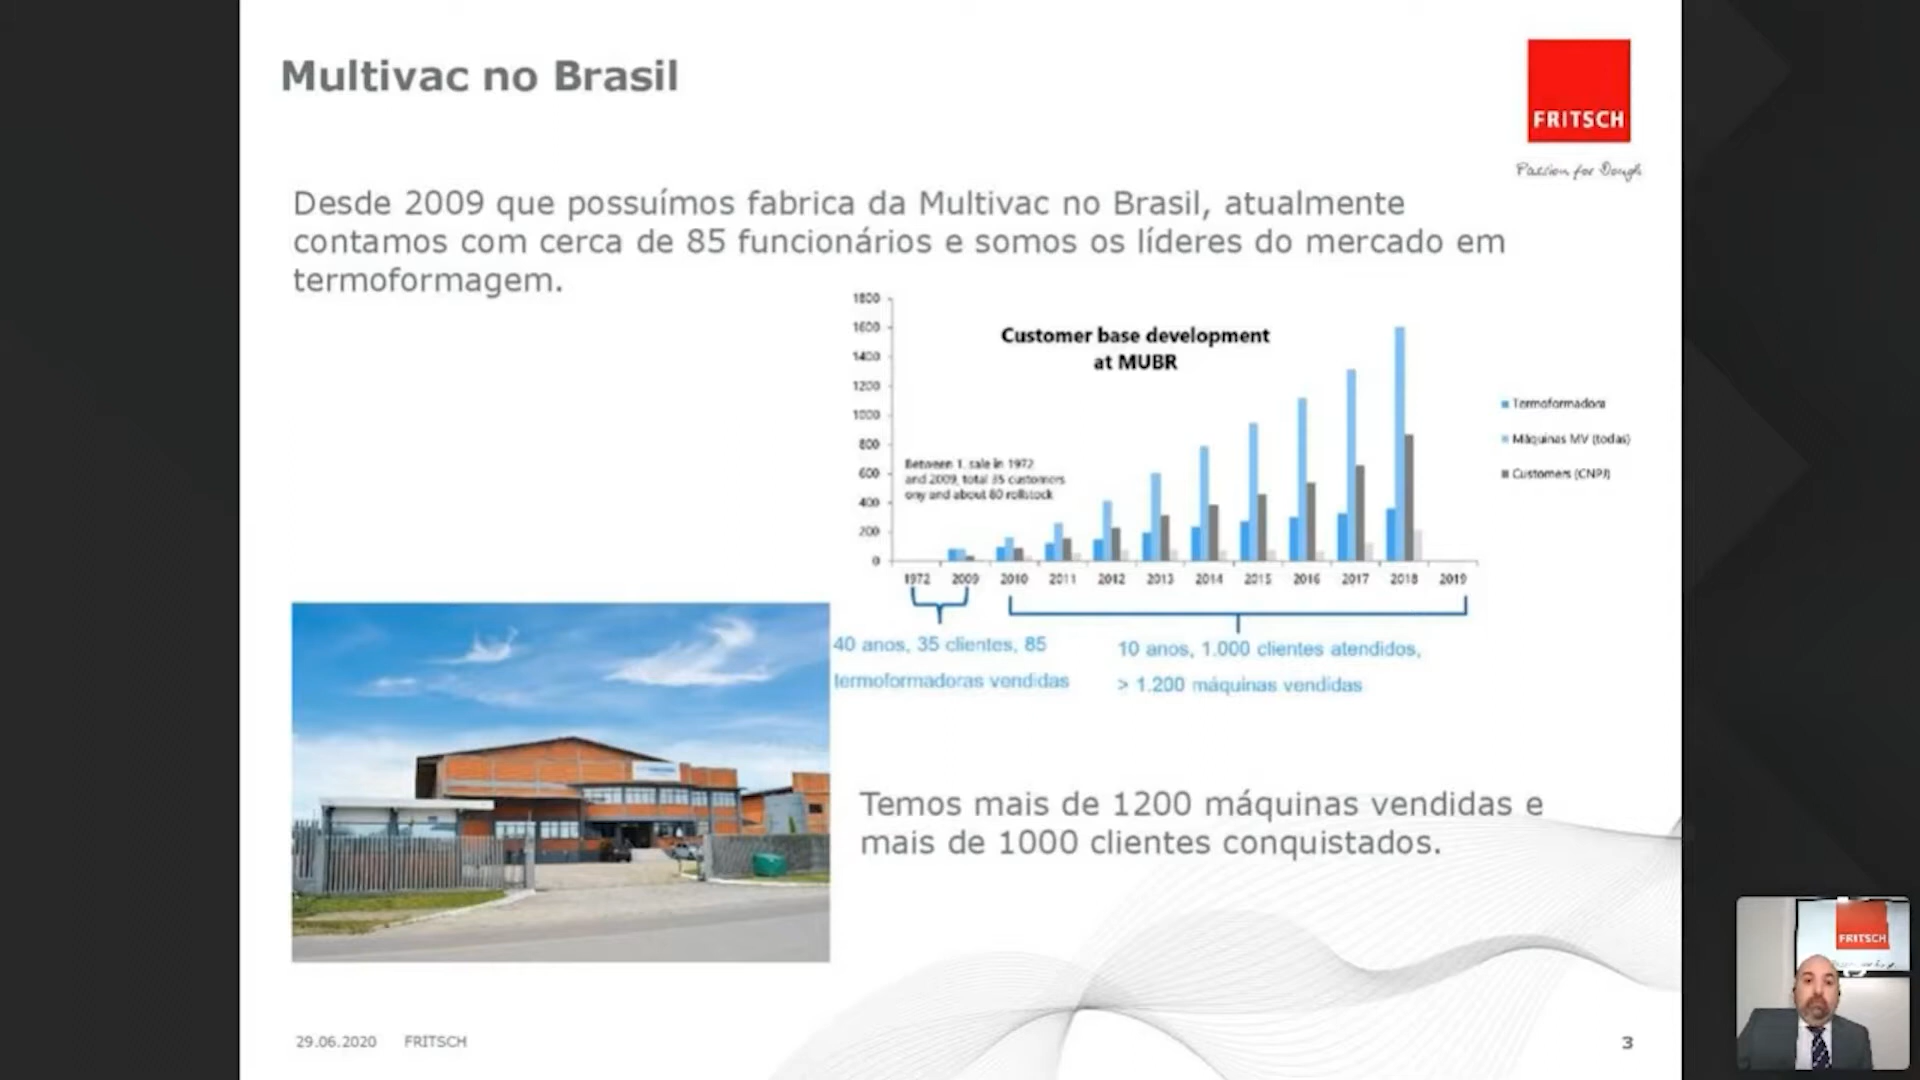 Multivac no Brasil
FRITSCH
Passion for Dough
Desde 2009 que possuímos fabrica da Multivac no Brasil, atualmente
contamos com cerca de 85 funcionários e somos os líderes do mercado em
termoformagem.
Customer base development
at MUBR
1800
1600
1400
1200
1000
800
600
400
200
0
Between 1. sale in 1972
and 2009, total 35 customers
ony and about 80 rollstock
Termoformadora
Máquinas MV (todas)
Customers (CNPJ)
1972 2009 2010 2011 2012 2013 2014 2015 2016 2017 2018 2019
40 anos, 35 clientes, 85
termoformadoras vendidas
10 anos, 1.000 clientes atendidos,
> 1.200 máquinas vendidas
Temos mais de 1200 máquinas vendidas e
mais de 1000 clientes conquistados.
29.06.2020 FRITSCH
3
FRITSCH